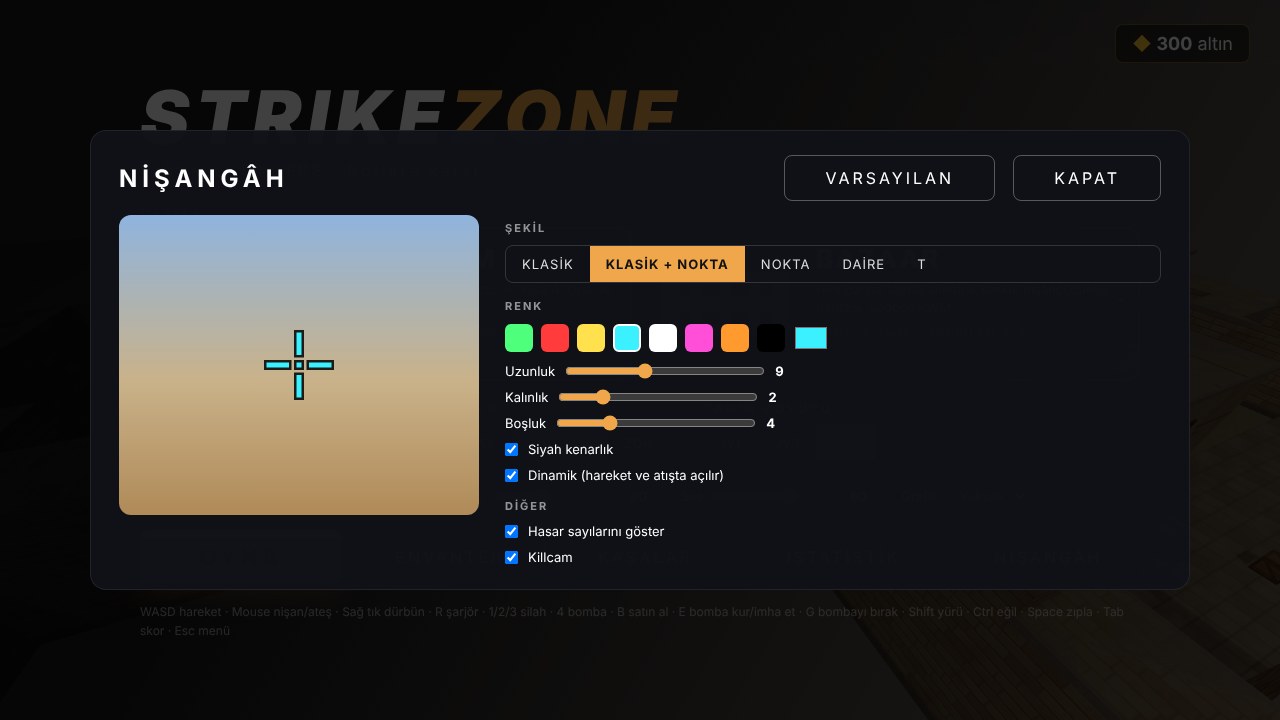 300 altın
STRIKEZONE
NİŞANGÂH
VARSAYILAN
KAPAT
ŞEKİL
KLASİK
KLASİK + NOKTA
NOKTA
DAİRE
T
RENK
Uzunluk 9
Kalınlık 2
Boşluk 4
Siyah kenarlık
Dinamik (hareket ve atışta açılır)
DİĞER
Hasar sayılarını göster
Killcam
WASD hareket · Mouse nişan/ateş · Sağ tık dürbün · R şarjör · 1/2/3 silah · 4 bomba · B satın al · E bomba kur/imha et · G bombayı bırak · Shift yürü · Ctrl eğil · Space zıpla · Tab
skor · Esc menü